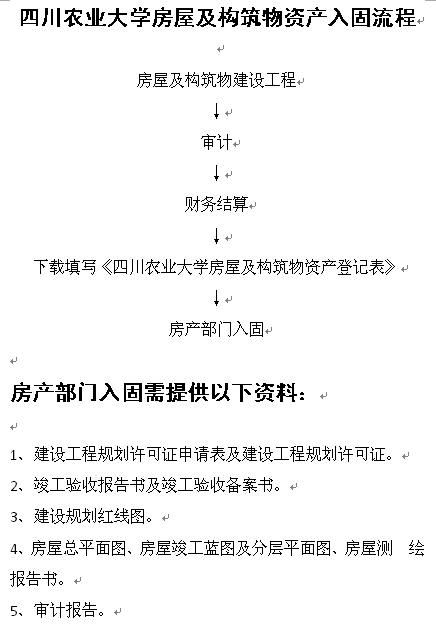 四川农业大学房屋及构筑物资产入固流程
房屋及构筑物建设工程
↓
审计
↓
财务结算
↓
下载填写《四川农业大学房屋及构筑物资产登记表》
↓
房产部门入固
房产部门入固需提供以下资料：
1、建设工程规划许可证申请表及建设工程规划许可证。
2、竣工验收报告书及竣工验收备案书。
3、建设规划红线图。
4、房屋总平面图、房屋竣工蓝图及分层平面图、房屋测　绘
报告书。
5、审计报告。